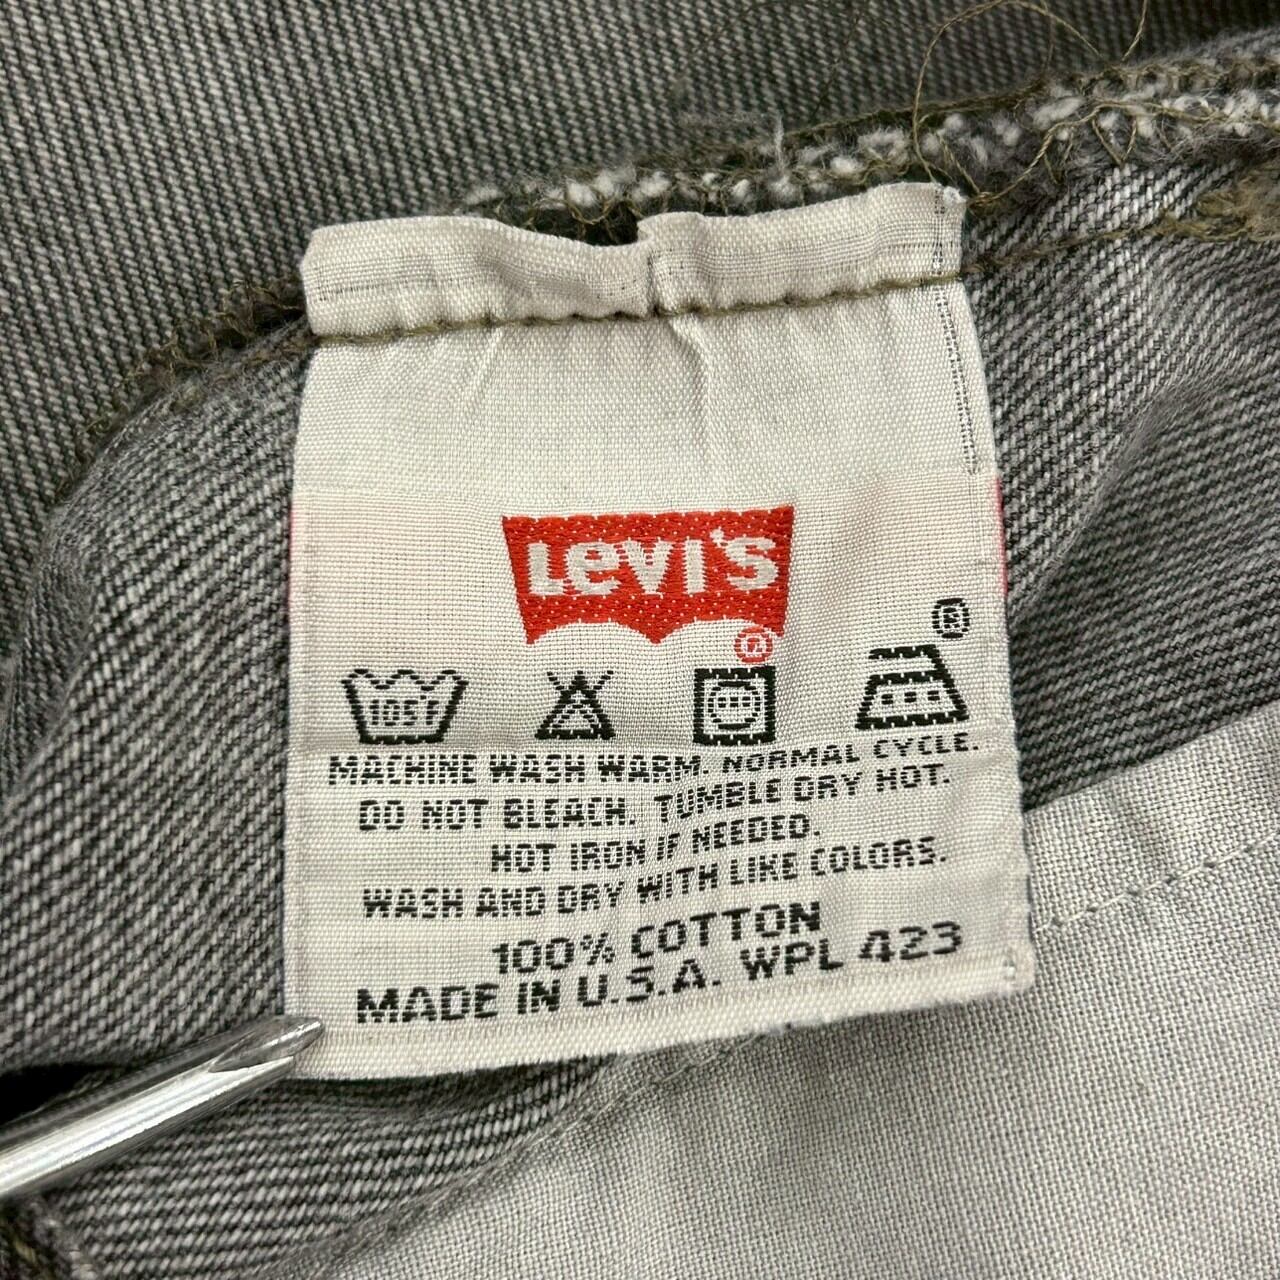 Levi's
®
®
105°F
MACHINE WASH WARM. NORMAL CYCLE.
DO NOT BLEACH. TUMBLE DRY HOT.
HOT IRON IF NEEDED.
WASH AND DRY WITH LIKE COLORS.
100% COTTON
MADE IN U.S.A. WPL 423